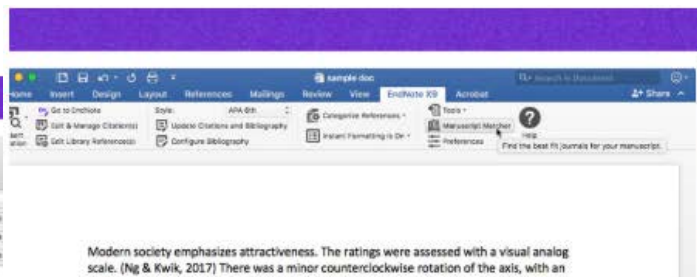 sample doc
Search in Document
Home Insert Design Layout References Mailings Review View EndNote X9 Acrobat Share
Go to EndNote Style: APA 6th Categorize References Tools
Edit & Manage Citation(s) Update Citations and Bibliography Manuscript Matcher
Edit Library Reference(s) Configure Bibliography Instant Formatting is On Preferences Help
Find the best fit journals for your manuscript.
Modern society emphasizes attractiveness. The ratings were assessed with a visual analog
scale. (Ng & Kwik, 2017) There was a minor counterclockwise rotation of the axis, with an